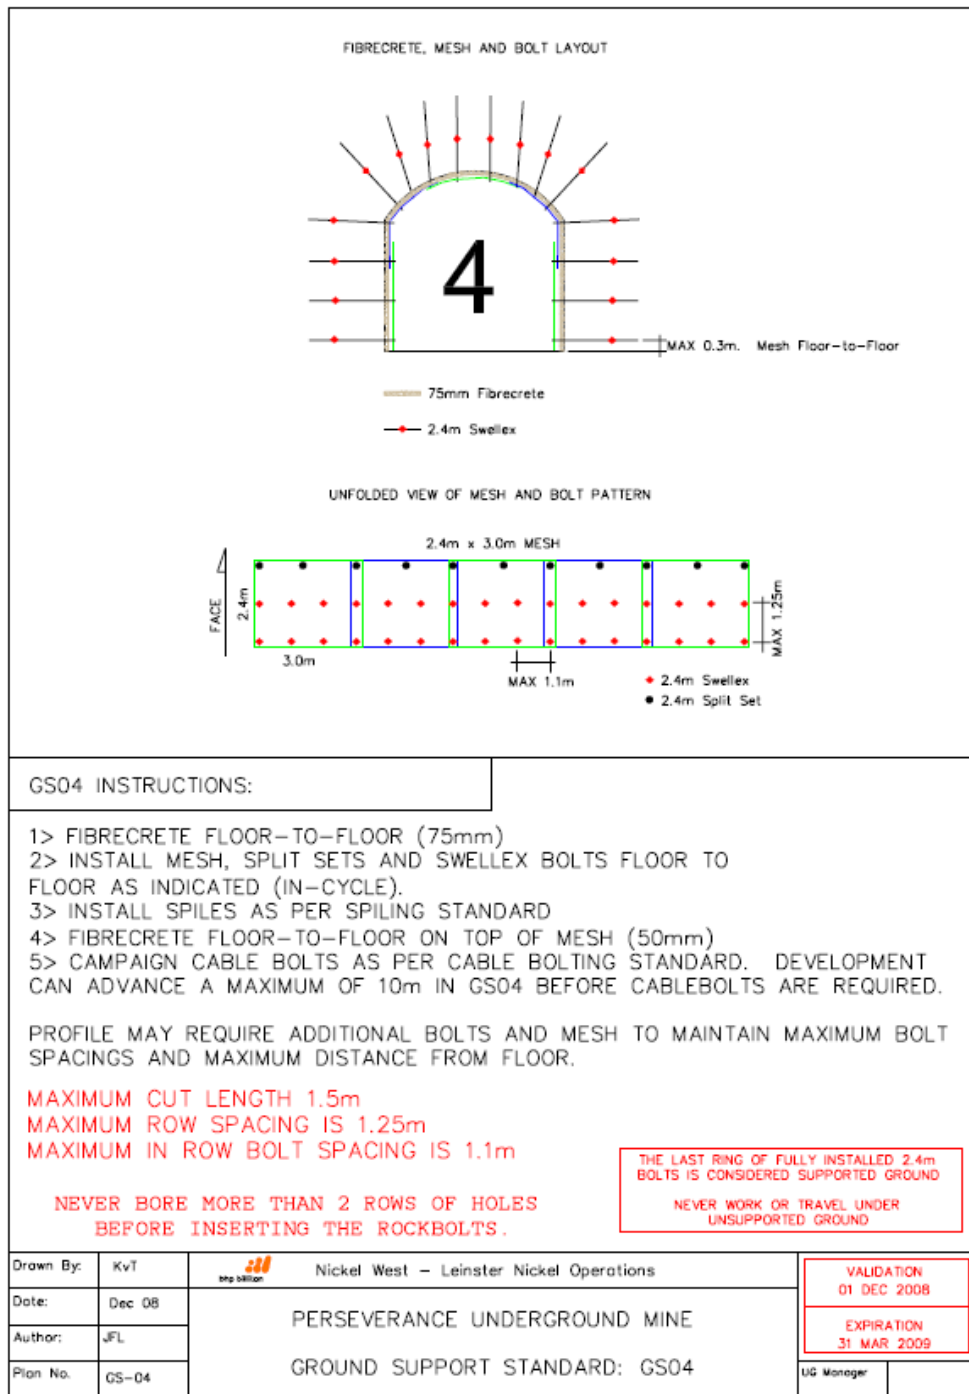 FIBRECRETE, MESH AND BOLT LAYOUT
4
MAX 0.3m. Mesh Floor-to-Floor
75mm Fibrecrete
2.4m Swellex
UNFOLDED VIEW OF MESH AND BOLT PATTERN
2.4m x 3.0m MESH
FACE
2.4m
3.0m
MAX 1.1m
MAX 1.25m
2.4m Swellex
2.4m Split Set
GS04 INSTRUCTIONS:
1> FIBRECRETE FLOOR-TO-FLOOR (75mm)
2> INSTALL MESH, SPLIT SETS AND SWELLEX BOLTS FLOOR TO
FLOOR AS INDICATED (IN-CYCLE).
3> INSTALL SPILES AS PER SPILING STANDARD
4> FIBRECRETE FLOOR-TO-FLOOR ON TOP OF MESH (50mm)
5> CAMPAIGN CABLE BOLTS AS PER CABLE BOLTING STANDARD. DEVELOPMENT
CAN ADVANCE A MAXIMUM OF 10m IN GS04 BEFORE CABLEBOLTS ARE REQUIRED.
PROFILE MAY REQUIRE ADDITIONAL BOLTS AND MESH TO MAINTAIN MAXIMUM BOLT
SPACINGS AND MAXIMUM DISTANCE FROM FLOOR.
MAXIMUM CUT LENGTH 1.5m
MAXIMUM ROW SPACING IS 1.25m
MAXIMUM IN ROW BOLT SPACING IS 1.1m
NEVER BORE MORE THAN 2 ROWS OF HOLES
BEFORE INSERTING THE ROCKBOLTS.
THE LAST RING OF FULLY INSTALLED 2.4m
BOLTS IS CONSIDERED SUPPORTED GROUND
NEVER WORK OR TRAVEL UNDER
UNSUPPORTED GROUND
Drawn By: KvT
Date: Dec 08
Author: JFL
Plan No. GS-04
bhp billiton
Nickel West - Leinster Nickel Operations
PERSEVERANCE UNDERGROUND MINE
GROUND SUPPORT STANDARD: GS04
VALIDATION
01 DEC 2008
EXPIRATION
31 MAR 2009
UG Manager